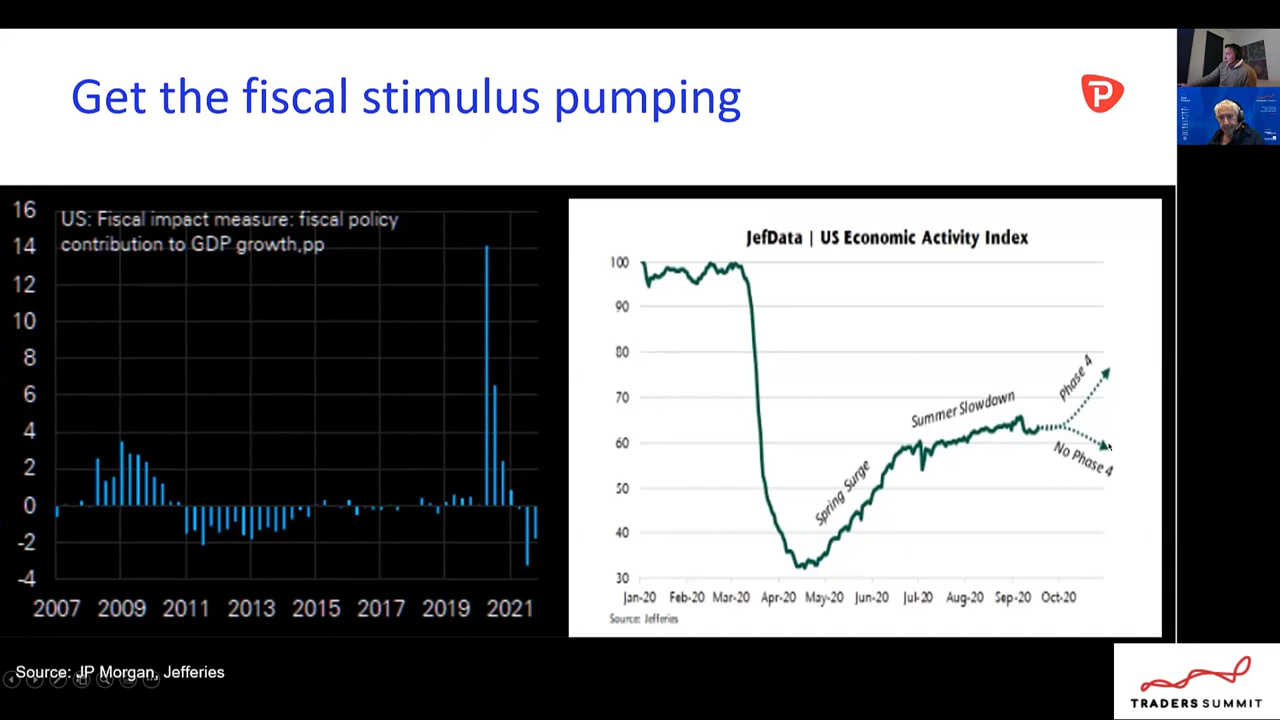 Get the fiscal stimulus pumping
P
US: Fiscal impact measure: fiscal policy
contribution to GDP growth,pp
16
14
12
10
8
6
4
2
0
-2
-4
2007 2009 2011 2013 2015 2017 2019 2021
JefData | US Economic Activity Index
100
90
80
70
60
50
40
30
Spring Surge
Summer Slowdown
Phase 4
No Phase 4
Jan-20 Feb-20 Mar-20 Apr-20 May-20 Jun-20 Jul-20 Aug-20 Sep-20 Oct-20
Source: Jefferies
Source: JP Morgan, Jefferies
TRADERS SUMMIT